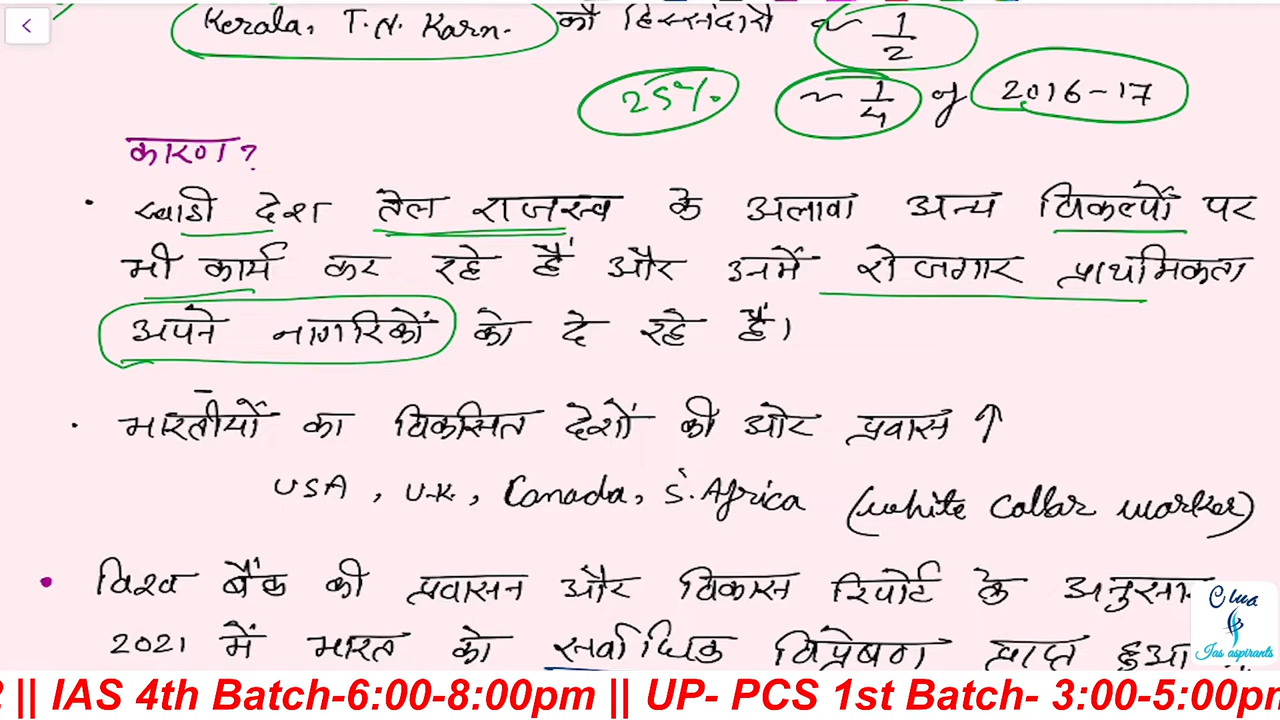 Kerala, T.N. Karn. की हिस्सेदारी ~ 1/2
25% ~ 1/4 of 2016-17
कारण?
• खाडी देश तेल राजस्व के अलावा अन्य विकल्पों पर
भी कार्य कर रहे हैं और उनमें रोजगार प्राथमिकता
अपने नागरिकों को दे रहे हैं।
• भारतीयों का विकसित देशों की ओर प्रवास ↑
USA, U.K., Canada, S. Africa (white collar worker)
• विश्व बैंक की प्रवासन और विकास रिपोर्ट के अनुसार
2021 में भारत को सर्वाधिक विप्रेषण प्राप्त हुआ
Ias aspirants
2 || IAS 4th Batch-6:00-8:00pm || UP- PCS 1st Batch- 3:00-5:00pm